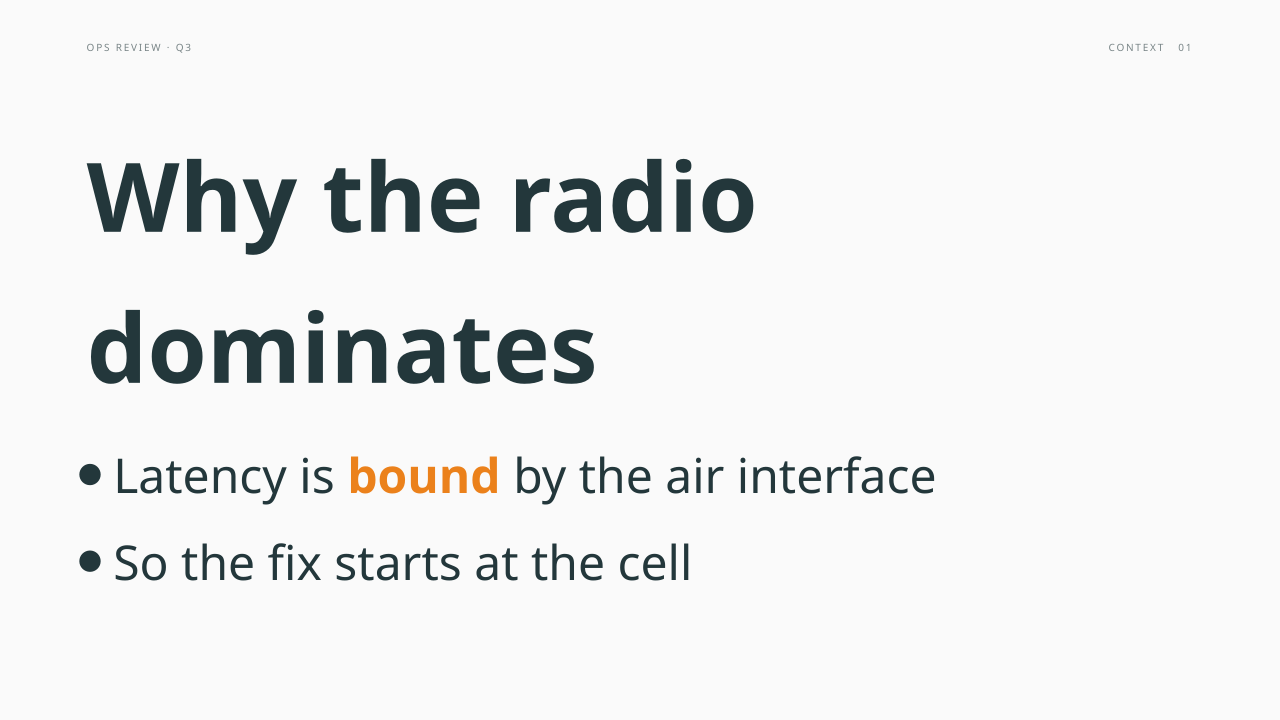 OPS REVIEW · Q3
CONTEXT 01
Why the radio
dominates
• Latency is bound by the air interface
• So the fix starts at the cell